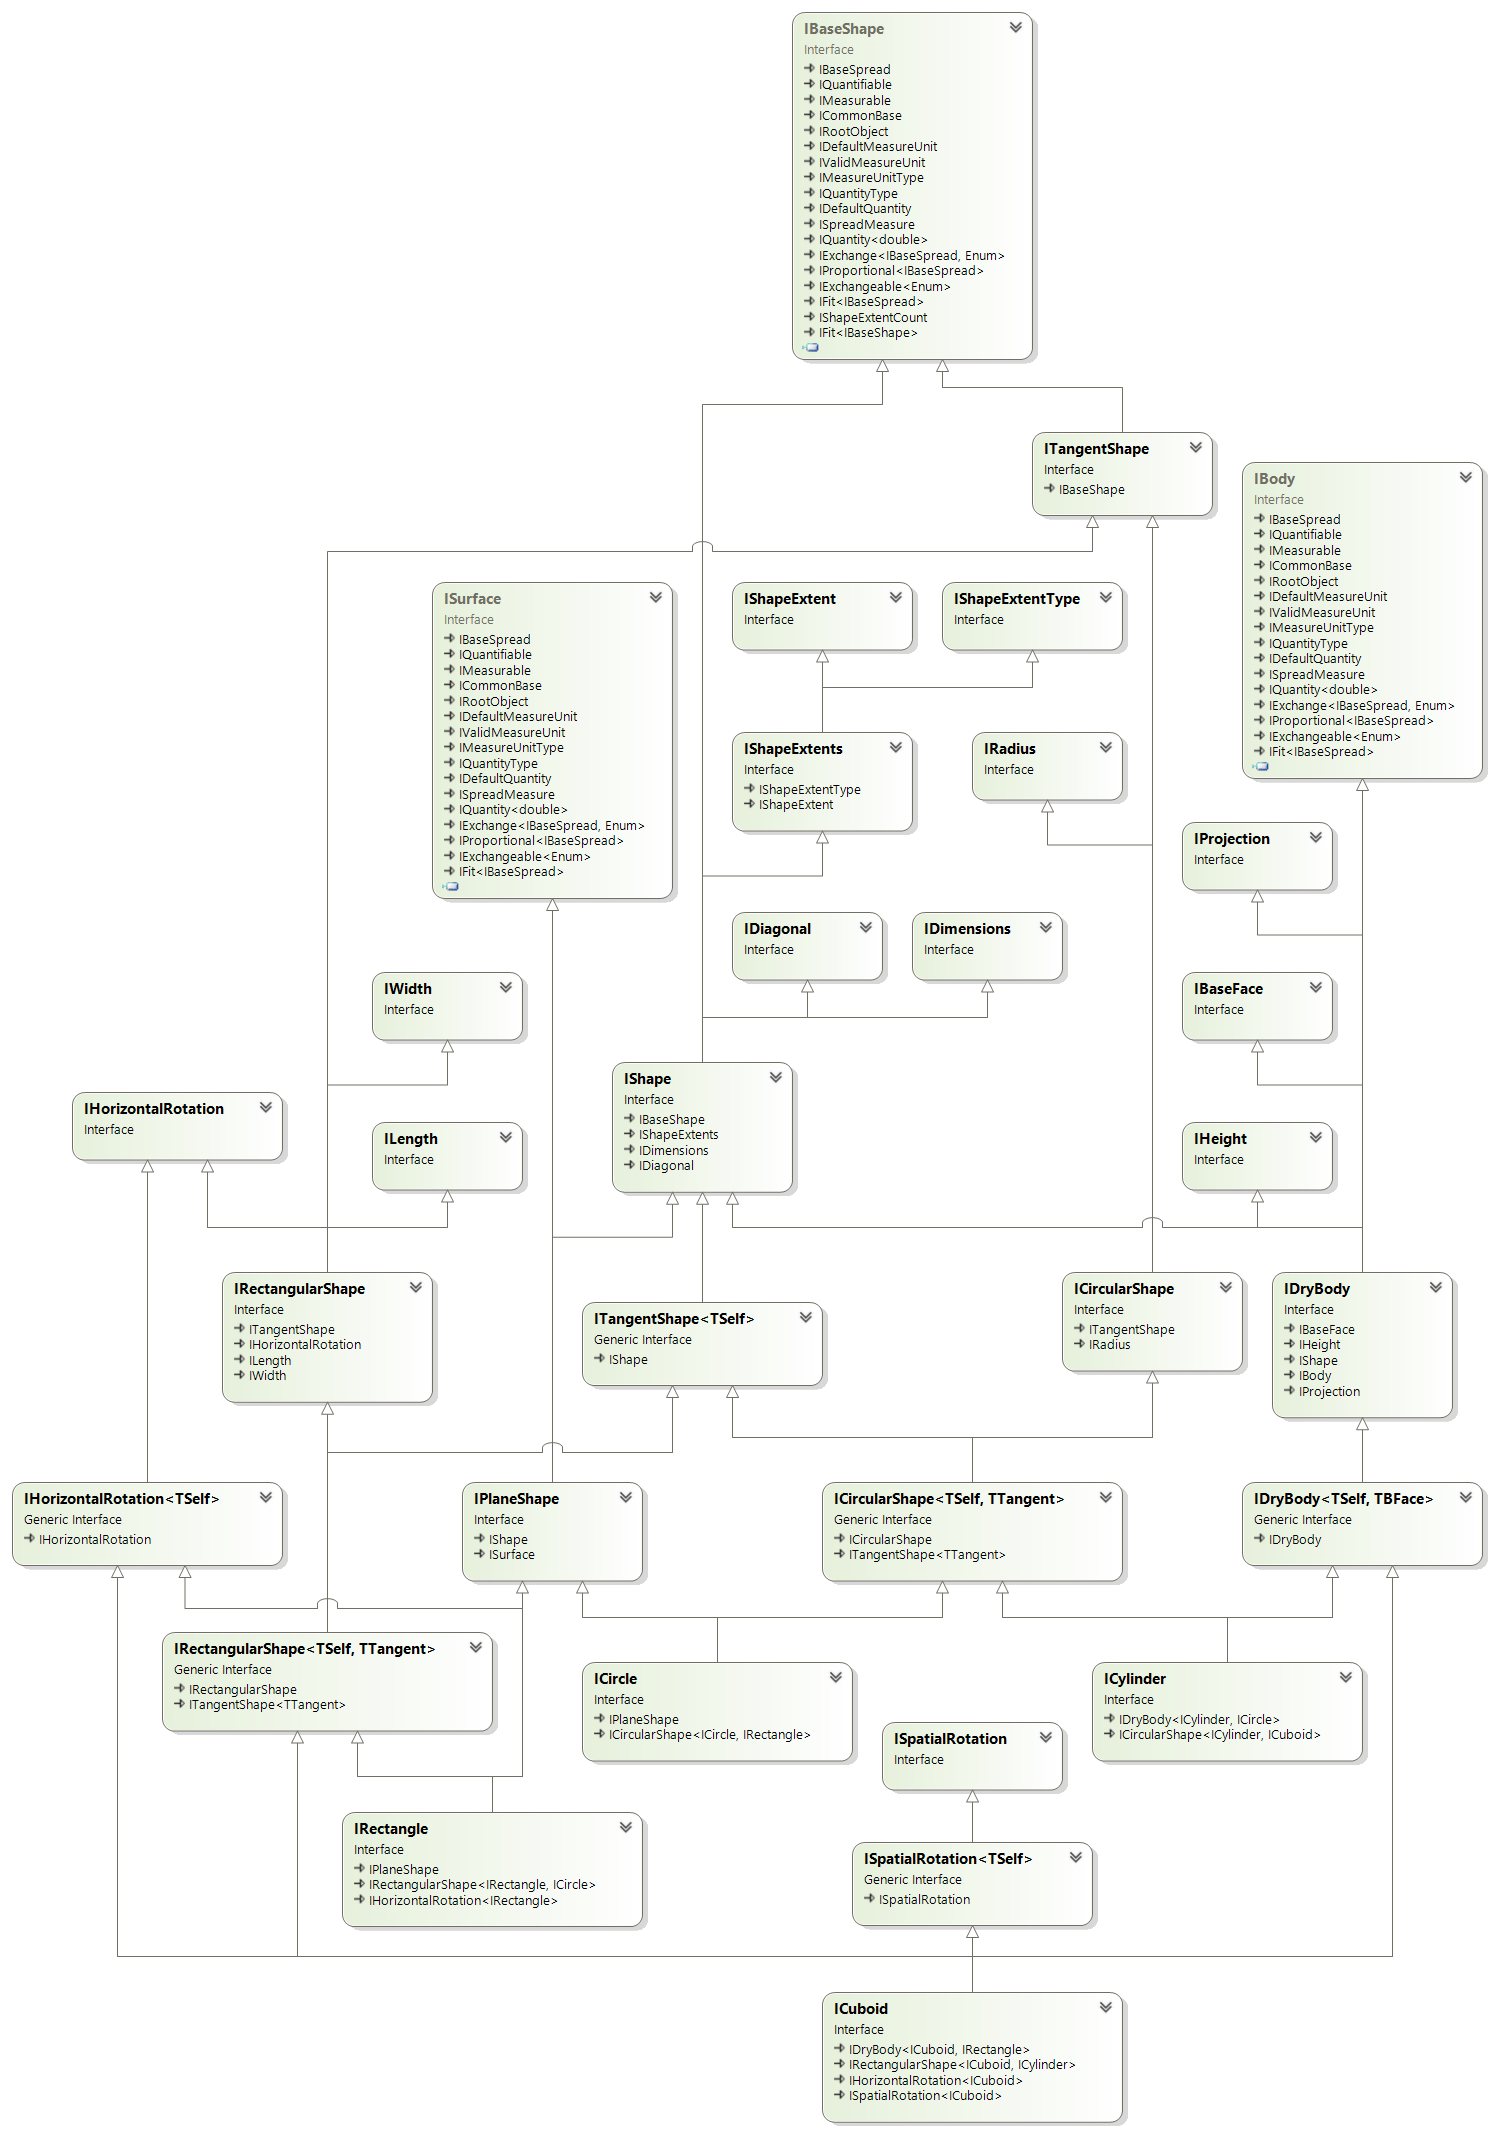 IBaseShape
Interface
IBaseSpread
IQuantifiable
IMeasurable
ICommonBase
IRootObject
IDefaultMeasureUnit
IValidMeasureUnit
IMeasureUnitType
IQuantityType
IDefaultQuantity
ISpreadMeasure
IQuantity<double>
IExchange<IBaseSpread, Enum>
IProportional<IBaseSpread>
IExchangeable<Enum>
IFit<IBaseSpread>
IShapeExtentCount
IFit<IBaseShape>
ITangentShape
Interface
IBaseShape
IBody
Interface
IBaseSpread
IQuantifiable
IMeasurable
ICommonBase
IRootObject
IDefaultMeasureUnit
IValidMeasureUnit
IMeasureUnitType
IQuantityType
IDefaultQuantity
ISpreadMeasure
IQuantity<double>
IExchange<IBaseSpread, Enum>
IProportional<IBaseSpread>
IExchangeable<Enum>
IFit<IBaseSpread>
ISurface
Interface
IBaseSpread
IQuantifiable
IMeasurable
ICommonBase
IRootObject
IDefaultMeasureUnit
IValidMeasureUnit
IMeasureUnitType
IQuantityType
IDefaultQuantity
ISpreadMeasure
IQuantity<double>
IExchange<IBaseSpread, Enum>
IProportional<IBaseSpread>
IExchangeable<Enum>
IFit<IBaseSpread>
IShapeExtent
Interface
IShapeExtentType
Interface
IShapeExtents
Interface
IShapeExtentType
IShapeExtent
IRadius
Interface
IProjection
Interface
IDiagonal
Interface
IDimensions
Interface
IWidth
Interface
IBaseFace
Interface
IShape
Interface
IBaseShape
IShapeExtents
IDimensions
IDiagonal
IHorizontalRotation
Interface
ILength
Interface
IHeight
Interface
IRectangularShape
Interface
ITangentShape
IHorizontalRotation
ILength
IWidth
ITangentShape<TSelf>
Generic Interface
IShape
ICircularShape
Interface
ITangentShape
IRadius
IDryBody
Interface
IBaseFace
IHeight
IShape
IBody
IProjection
IHorizontalRotation<TSelf>
Generic Interface
IHorizontalRotation
IPlaneShape
Interface
IShape
ISurface
ICircularShape<TSelf, TTangent>
Generic Interface
ICircularShape
ITangentShape<TTangent>
IDryBody<TSelf, TBFace>
Generic Interface
IDryBody
IRectangularShape<TSelf, TTangent>
Generic Interface
IRectangularShape
ITangentShape<TTangent>
ICircle
Interface
IPlaneShape
ICircularShape<ICircle, IRectangle>
ICylinder
Interface
IDryBody<ICylinder, ICircle>
ICircularShape<ICylinder, ICuboid>
ISpatialRotation
Interface
IRectangle
Interface
IPlaneShape
IRectangularShape<IRectangle, ICircle>
IHorizontalRotation<IRectangle>
ISpatialRotation<TSelf>
Generic Interface
ISpatialRotation
ICuboid
Interface
IDryBody<ICuboid, IRectangle>
IRectangularShape<ICuboid, ICylinder>
IHorizontalRotation<ICuboid>
ISpatialRotation<ICuboid>